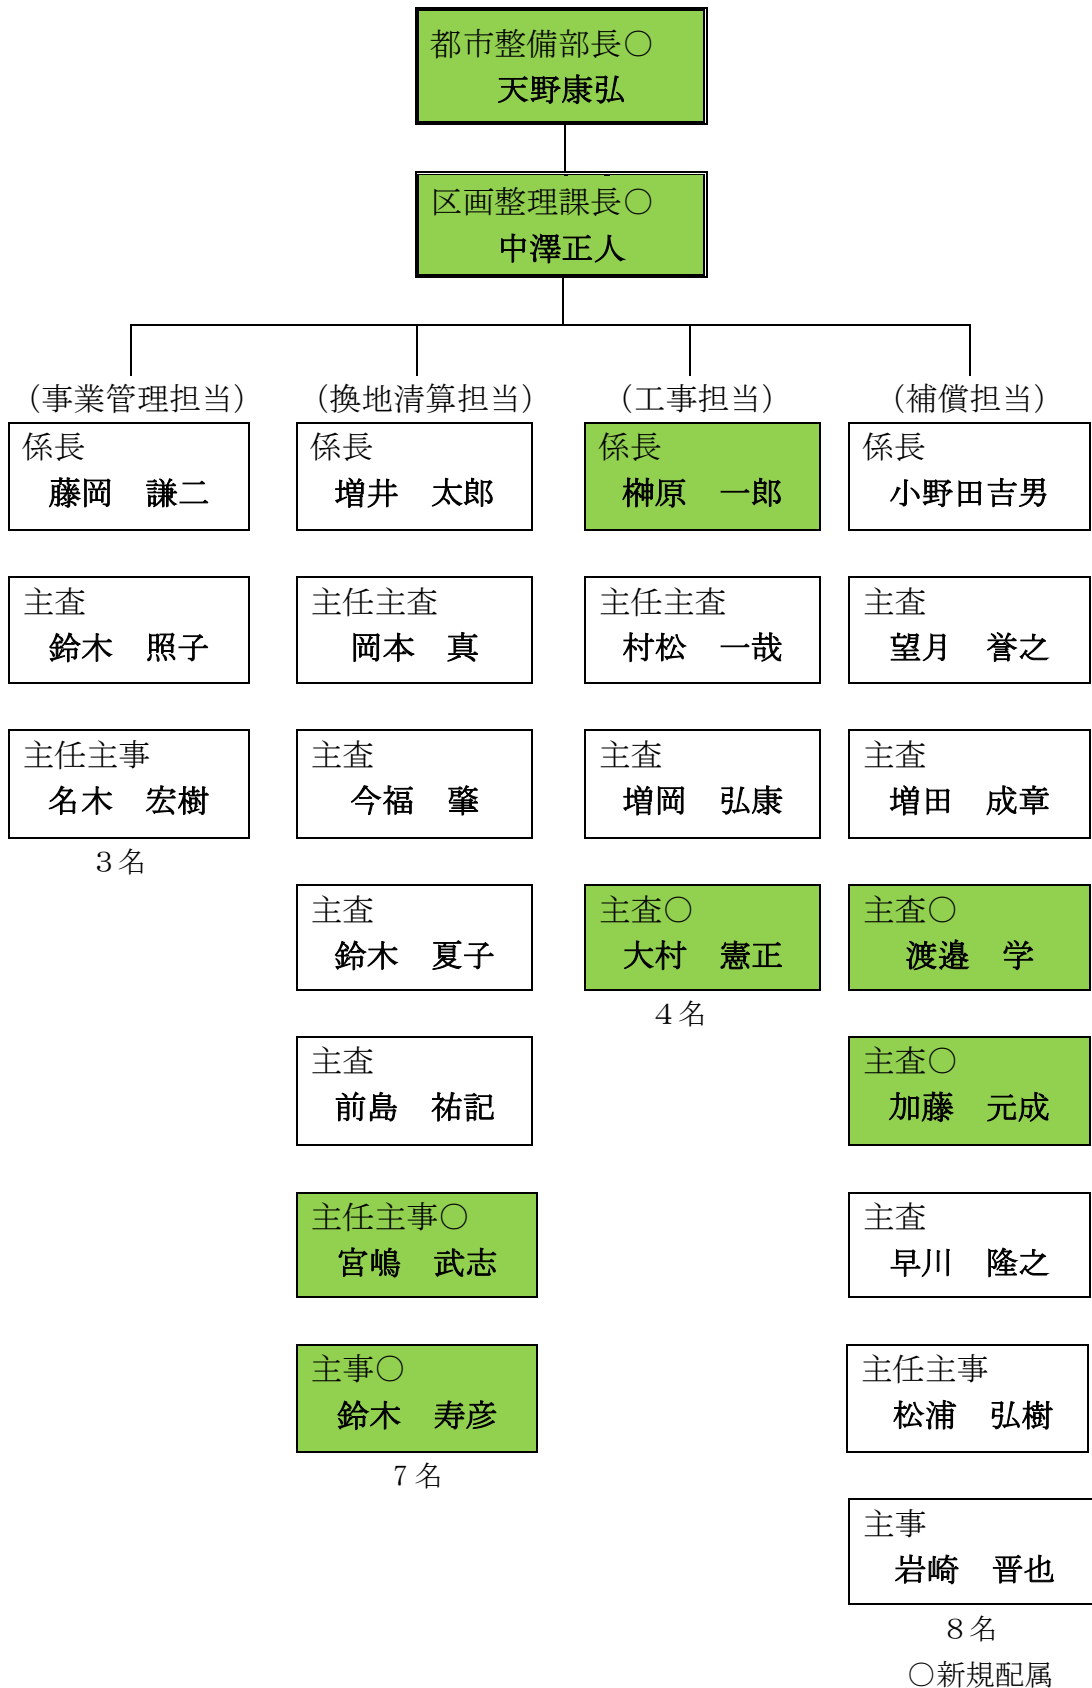 都市整備部長○
天野康弘
区画整理課長○
中澤正人
（事業管理担当）
係長
藤岡　謙二
主査
鈴木　照子
主任主事
名木　宏樹
３名
（換地清算担当）
係長
増井　太郎
主任主査
岡本　真
主査
今福　肇
主査
鈴木　夏子
主査
前島　祐記
主任主事○
宮嶋　武志
主事○
鈴木　寿彦
７名
（工事担当）
係長
榊原　一郎
主任主査
村松　一哉
主査
増岡　弘康
主査○
大村　憲正
４名
（補償担当）
係長
小野田吉男
主査
望月　誉之
主査
増田　成章
主査○
渡邉　学
主査○
加藤　元成
主査
早川　隆之
主任主事
松浦　弘樹
主事
岩崎　晋也
８名
○新規配属